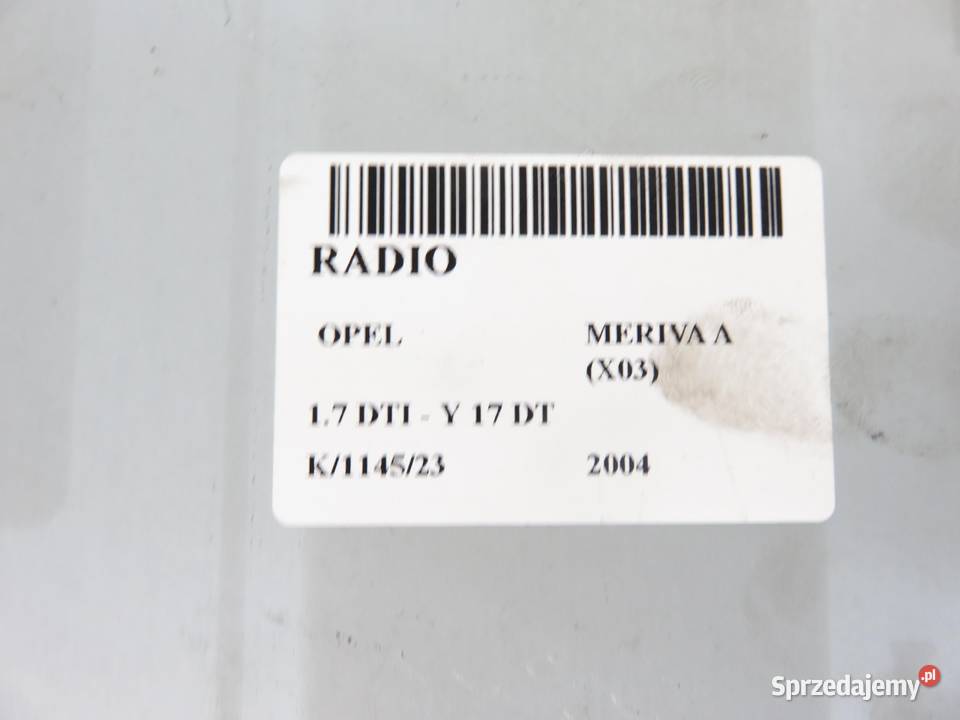 RADIO
OPEL MERIVA A
(X03)
1.7 DTI - Y 17 DT
K/1145/23 2004
Sprzedajemy.pl